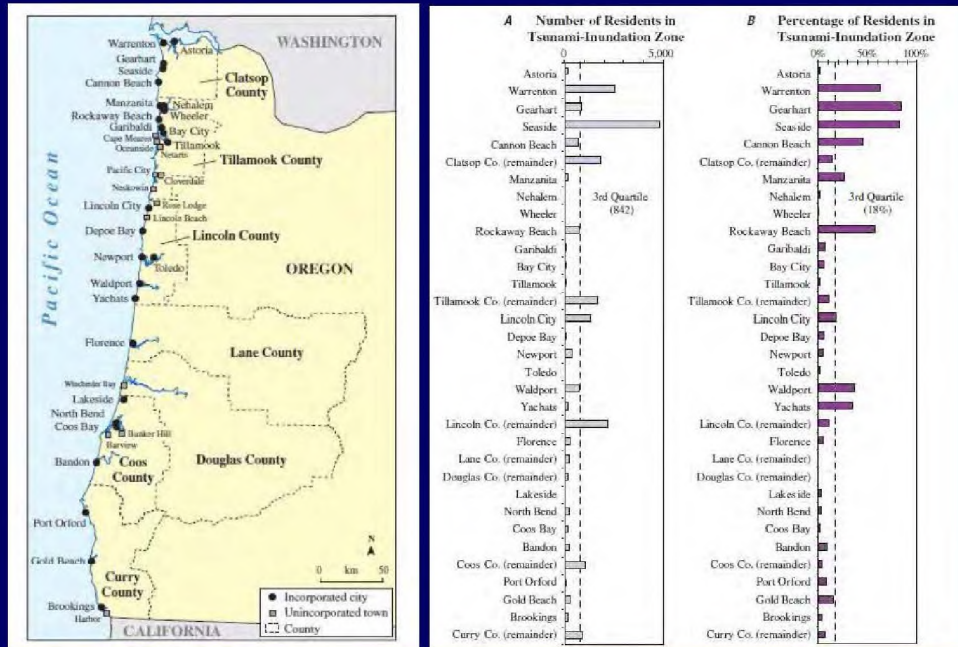 WASHINGTON
Warrenton
Astoria
Gearhart
Seaside
Cannon Beach
Clatsop
County
Manzanita
Nehalem
Rockaway Beach
Wheeler
Garibaldi
Bay City
Cape Meares
Tillamook
Oceanside
Netarts
Tillamook County
Pacific City
Cloverdale
Neskowin
Lincoln City
Rose Lodge
Lincoln Beach
Depoe Bay
Lincoln County
Newport
Toledo
OREGON
Waldport
Yachats
Pacific Ocean
Florence
Lane County
Winchester Bay
Lakeside
North Bend
Coos Bay
Bunker Hill
Barview
Bandon
Coos
County
Douglas County
Port Orford
Gold Beach
Curry
County
Brookings
Harbor
CALIFORNIA
N
0 km 50
Incorporated city
Unincorporated town
County
A Number of Residents in
Tsunami-Inundation Zone
0 5,000
Astoria
Warrenton
Gearhart
Seaside
Cannon Beach
Clatsop Co. (remainder)
Manzanita
Nehalem
Wheeler
Rockaway Beach
Garibaldi
Bay City
Tillamook
Tillamook Co. (remainder)
Lincoln City
Depoe Bay
Newport
Toledo
Waldport
Yachats
Lincoln Co. (remainder)
Florence
Lane Co. (remainder)
Douglas Co. (remainder)
Lakeside
North Bend
Coos Bay
Bandon
Coos Co. (remainder)
Port Orford
Gold Beach
Brookings
Curry Co. (remainder)
3rd Quartile
(842)
B Percentage of Residents in
Tsunami-Inundation Zone
0% 50% 100%
Astoria
Warrenton
Gearhart
Seaside
Cannon Beach
Clatsop Co. (remainder)
Manzanita
Nehalem
Wheeler
Rockaway Beach
Garibaldi
Bay City
Tillamook
Tillamook Co. (remainder)
Lincoln City
Depoe Bay
Newport
Toledo
Waldport
Yachats
Lincoln Co. (remainder)
Florence
Lane Co. (remainder)
Douglas Co. (remainder)
Lakeside
North Bend
Coos Bay
Bandon
Coos Co. (remainder)
Port Orford
Gold Beach
Brookings
Curry Co. (remainder)
3rd Quartile
(18%)